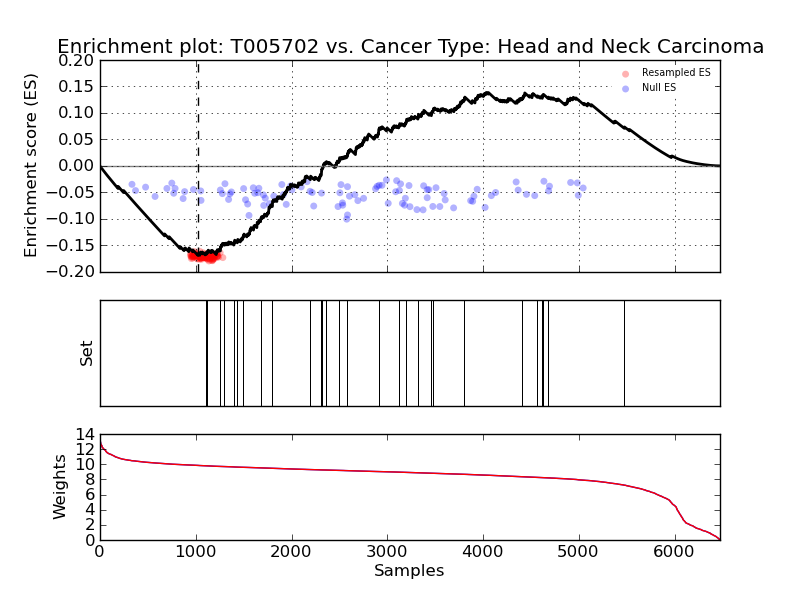 Enrichment plot: T005702 vs. Cancer Type: Head and Neck Carcinoma
Enrichment score (ES)
0.20
0.15
0.10
0.05
0.00
−0.05
−0.10
−0.15
−0.20
Resampled ES
Null ES
Set
Weights
14
12
10
8
6
4
2
0
0 1000 2000 3000 4000 5000 6000
Samples